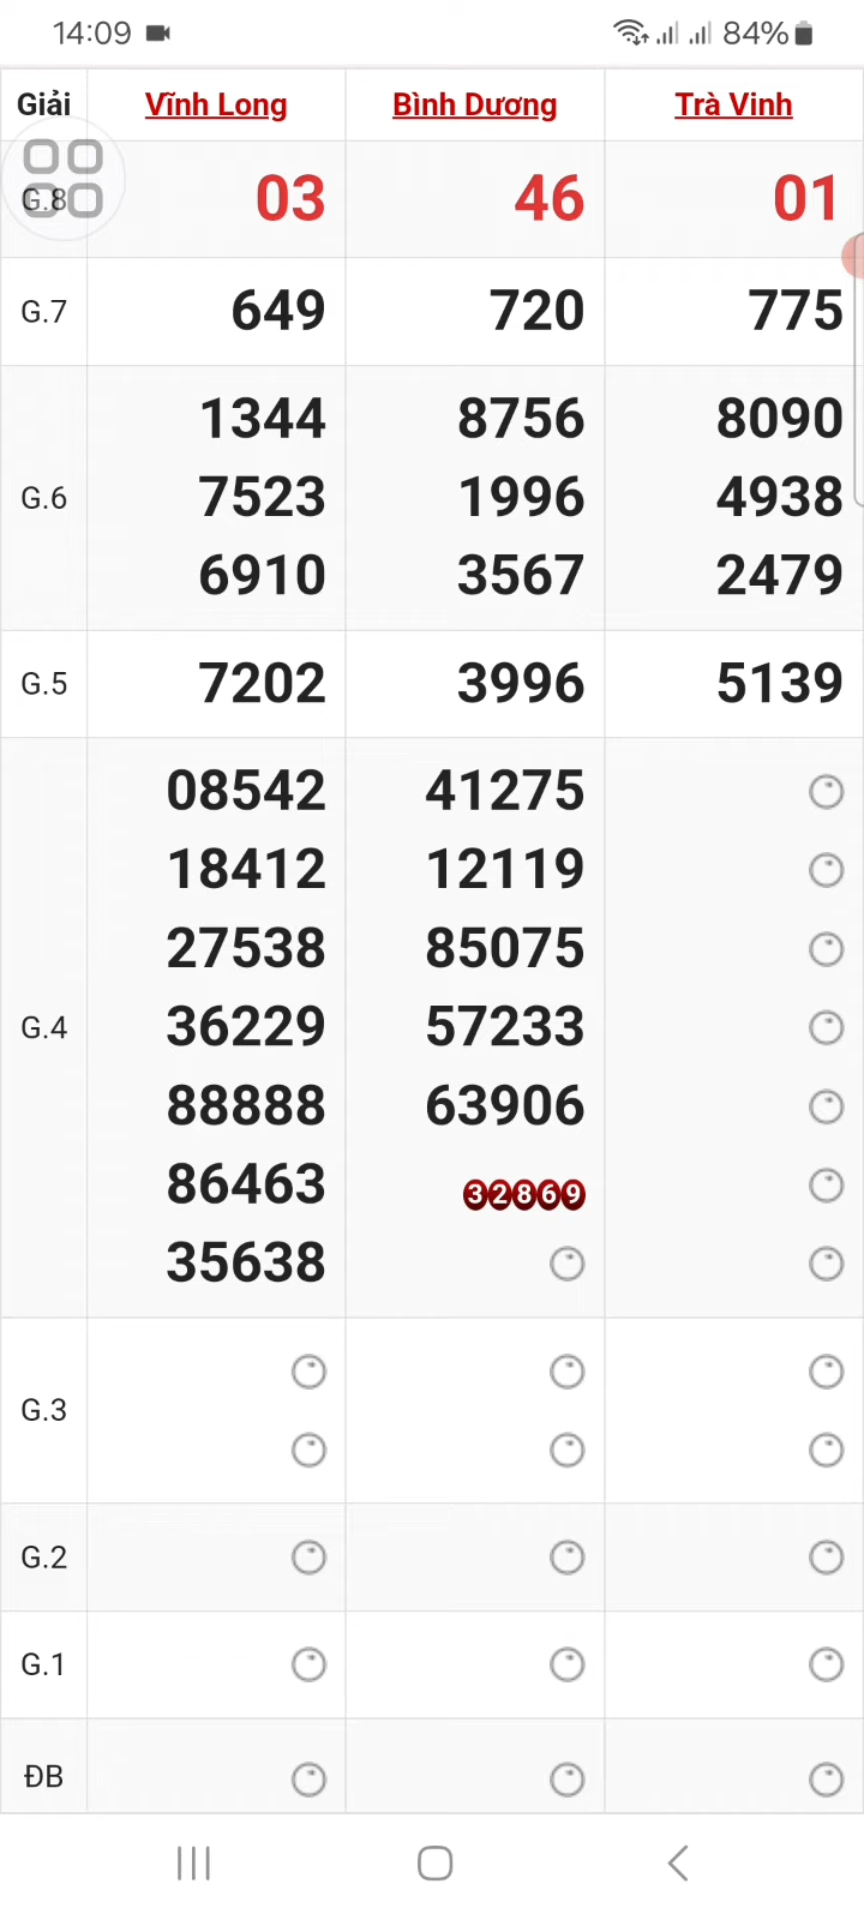 14:09 84%
Giải Vĩnh Long Bình Dương Trà Vinh
G.8 03 46 01
G.7 649 720 775
1344 8756 8090
G.6 7523 1996 4938
6910 3567 2479
G.5 7202 3996 5139
08542 41275
18412 12119
27538 85075
G.4 36229 57233
88888 63906
86463 32869
35638
G.3
G.2
G.1
ĐB